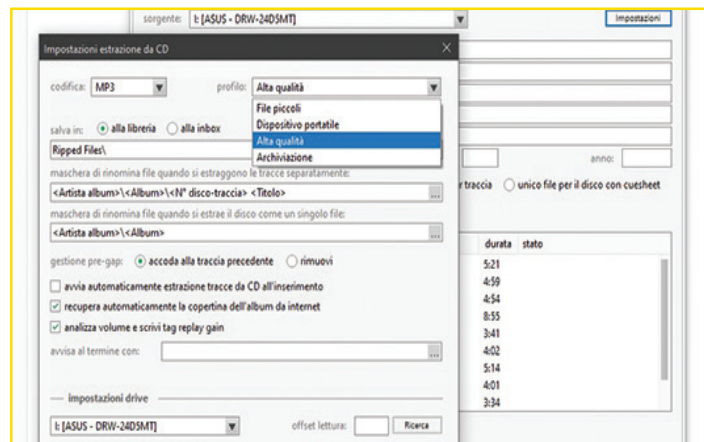 sorgente: I: [ASUS - DRW-24D5MT] Impostazioni
Impostazioni estrazione da CD
codifica: MP3 profilo: Alta qualità
File piccoli
Dispositivo portatile
Alta qualità
Archiviazione
salva in: alla libreria alla inbox
Ripped Files\
anno:
maschera di rinomina file quando si estraggono le tracce separatamente:
<Artista album>\<Album>\<N° disco-traccia> <Titolo> ...
r traccia unico file per il disco con cuesheet
maschera di rinomina file quando si estrae il disco come un singolo file:
<Artista album>\<Album> ...
gestione pre-gap: accoda alla traccia precedente rimuovi
avvia automaticamente estrazione tracce da CD all'inserimento
recupera automaticamente la copertina dell'album da internet
analizza volume e scrivi tag replay gain
avvisa al termine con: ...
impostazioni drive
I: [ASUS - DRW-24D5MT] offset lettura: Ricerca
durata stato
5:21
4:59
4:54
8:55
3:41
4:02
5:14
4:01
3:34